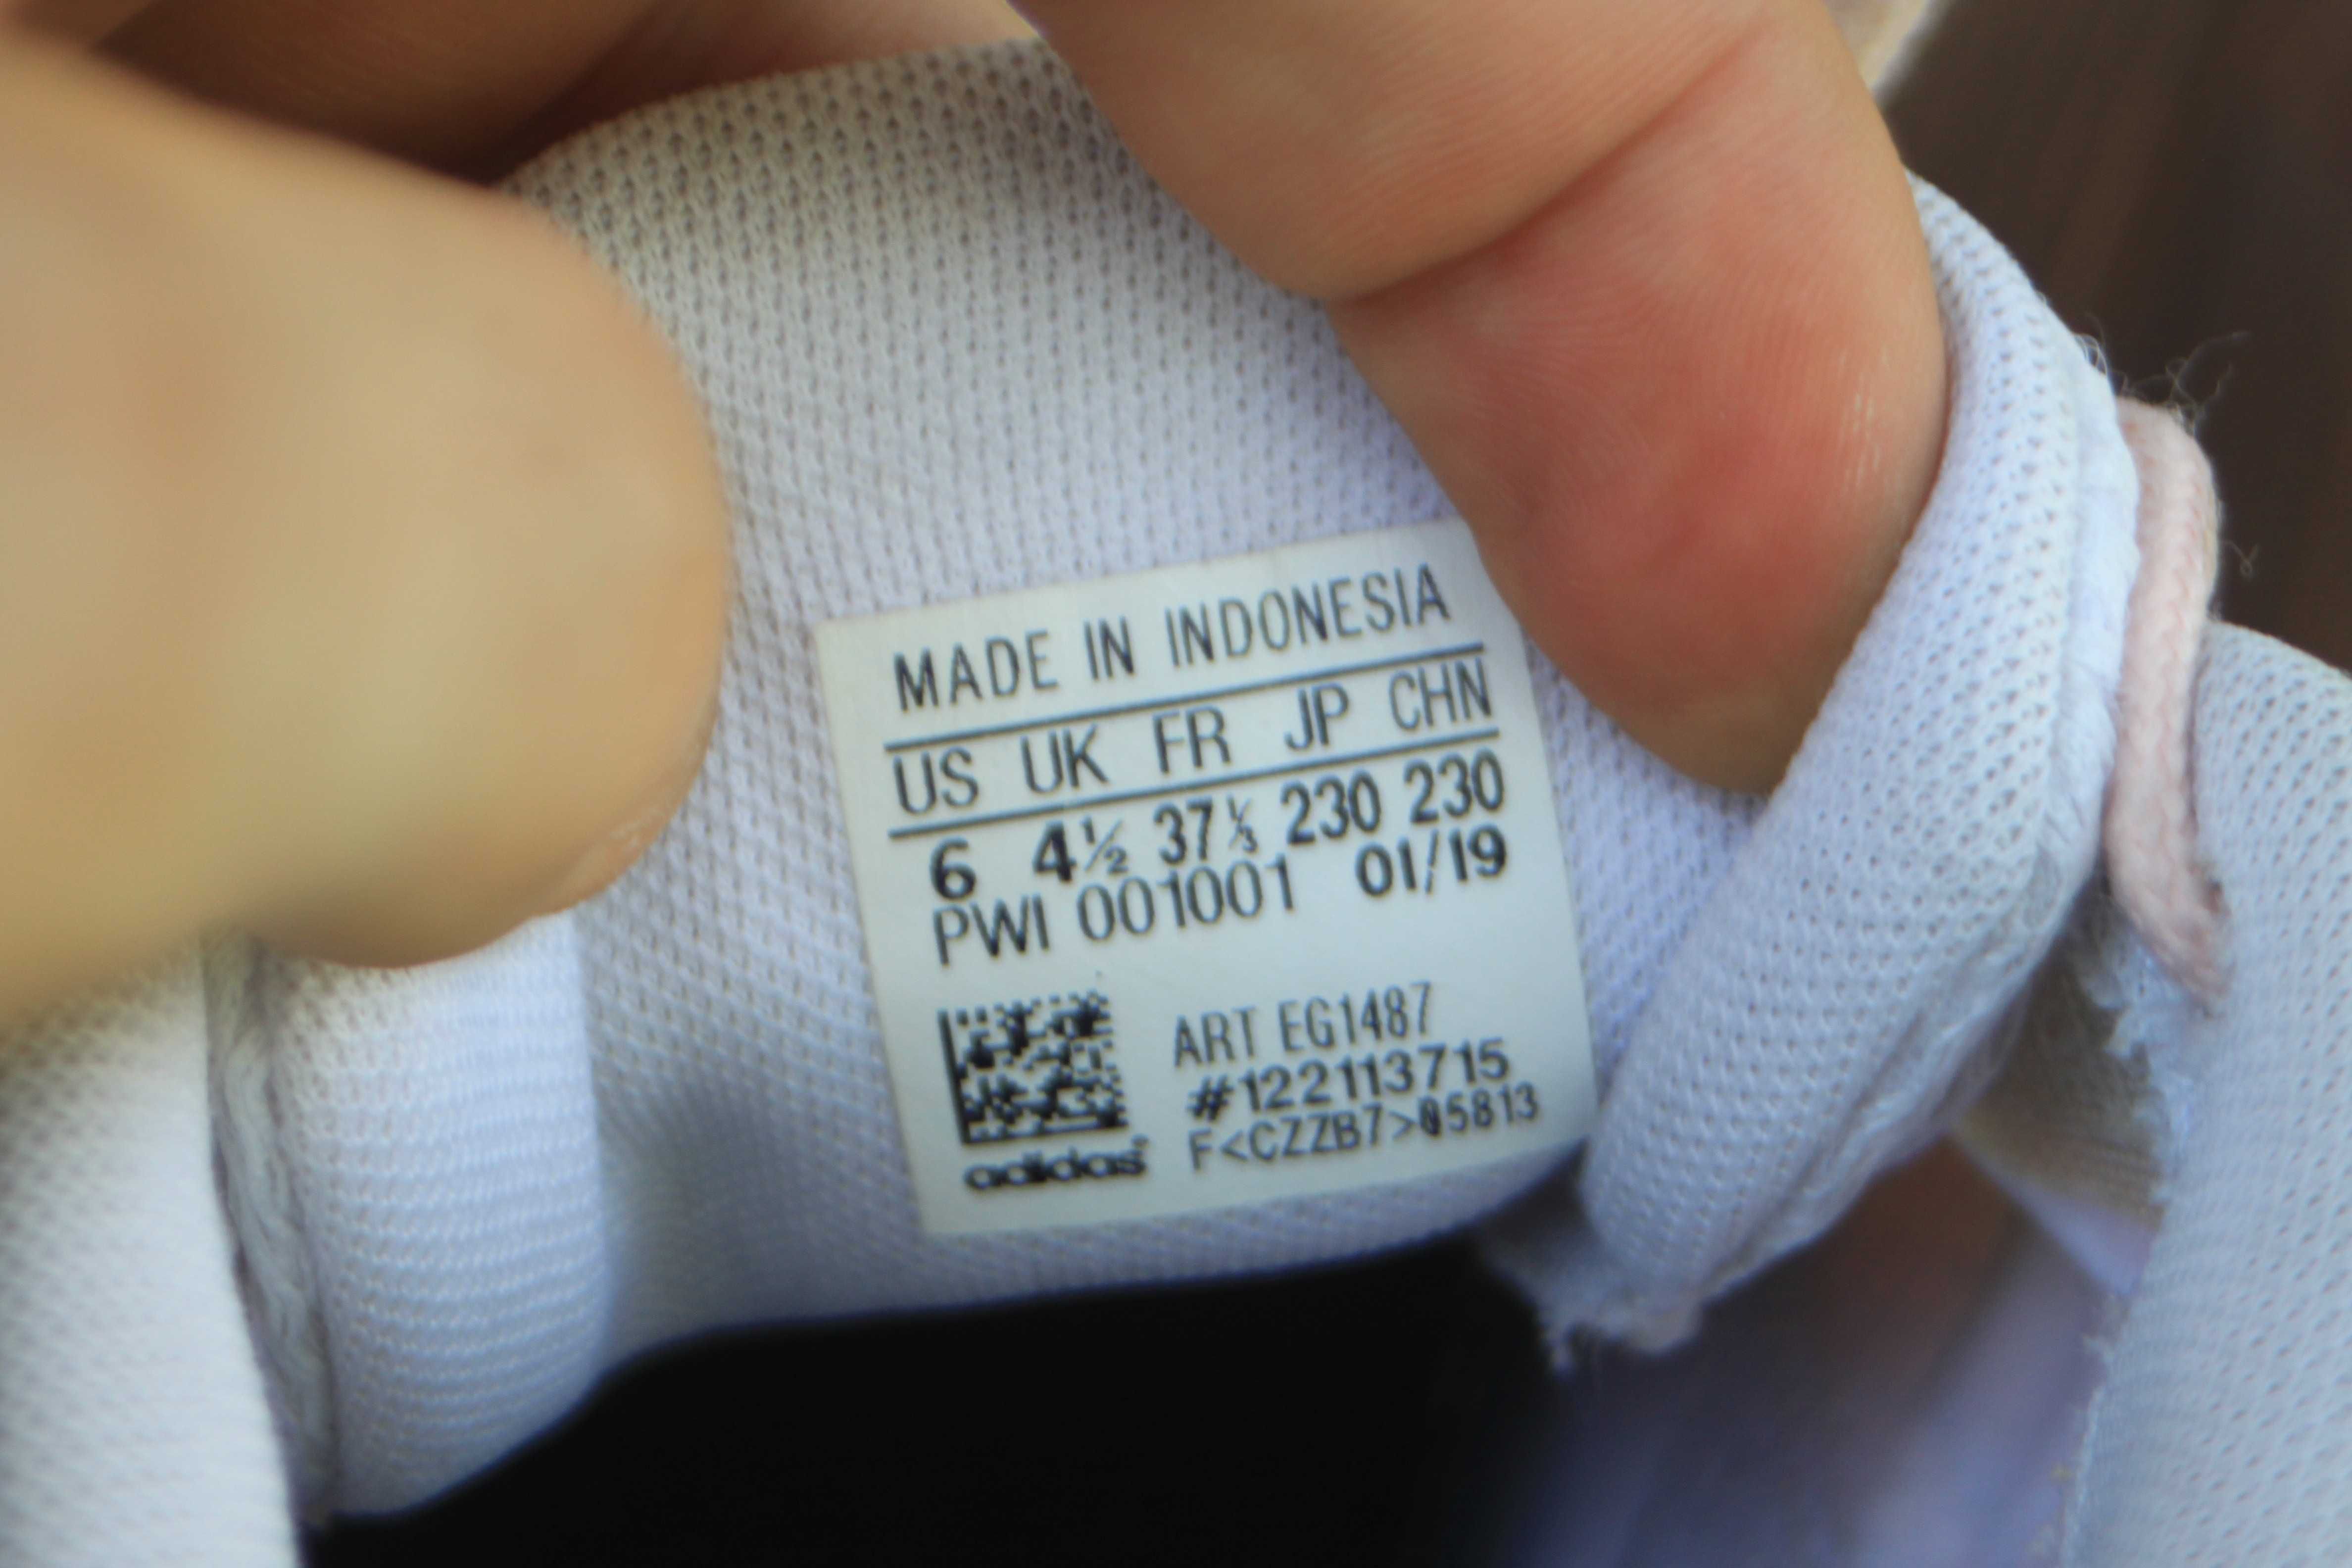 MADE IN INDONESIA
US UK FR JP CHN
6 4½ 37⅓ 230 230
PWI 001001 01/19
ART EG1487
#122113715
F<CZZB7>05813
adidas